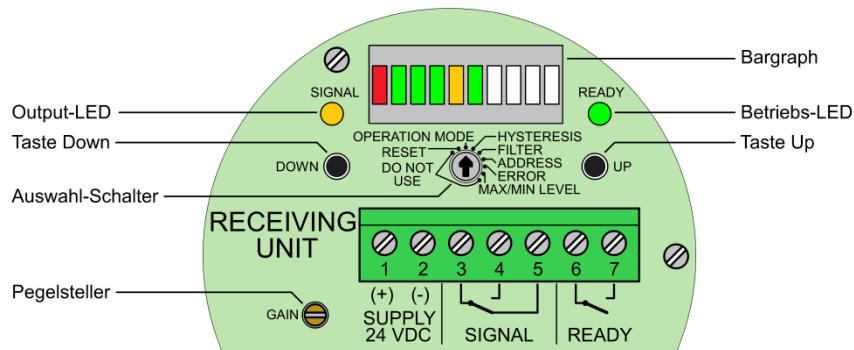 Bargraph
SIGNAL
READY
Output-LED
Betriebs-LED
Taste Down
OPERATION MODE
HYSTERESIS
Taste Up
RESET
FILTER
DOWN
DO NOT
USE
ADDRESS
UP
ERROR
Auswahl-Schalter
MAX/MIN LEVEL
RECEIVING
UNIT
1 2 3 4 5 6 7
Pegelsteller
GAIN
(+) (-)
SUPPLY
24 VDC
SIGNAL
READY